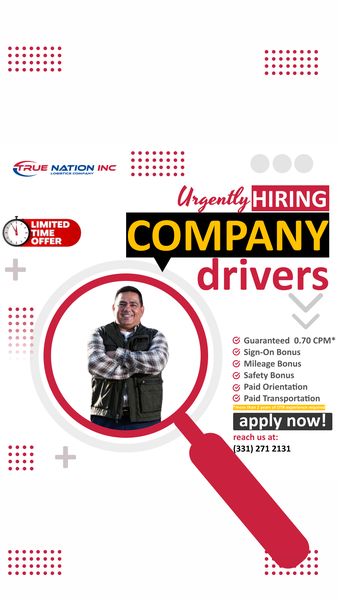 TRUE NATION INC
LOGISTICS COMPANY
Urgently HIRING
LIMITED
TIME
OFFER
COMPANY
drivers
Guaranteed 0.70 CPM*
Sign-On Bonus
Mileage Bonus
Safety Bonus
Paid Orientation
Paid Transportation
apply now!
reach us at:
(331) 271 2131